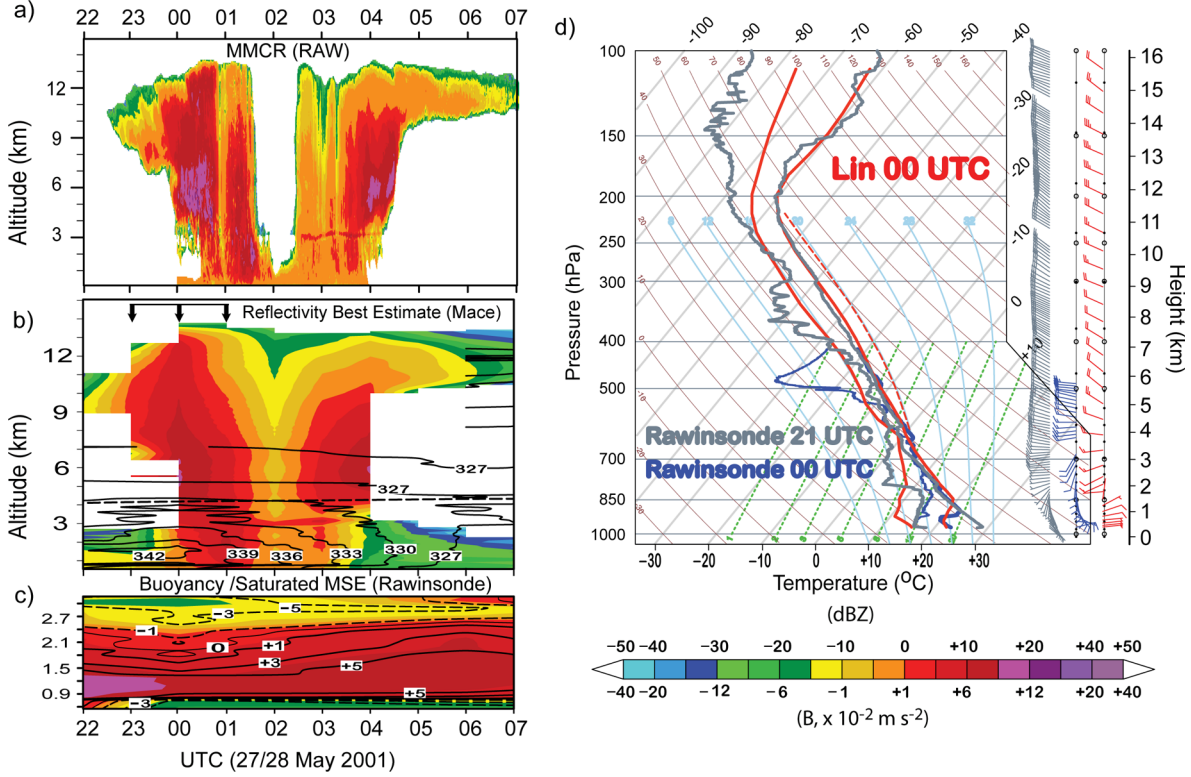 a)
22 23 00 01 02 03 04 05 06 07
MMCR (RAW)
Altitude (km)
12
9
6
3
b)
Reflectivity Best Estimate (Mace)
Altitude (km)
12
9
6
3
327
327
342 339 336 333 330 327
c)
Buoyancy/Saturated MSE (Rawinsonde)
2.7
2.1
1.5
0.9
−3 −5
−1 0 +1
+3 +5
−3 +5
22 23 00 01 02 03 04 05 06 07
UTC (27/28 May 2001)
d)
-100 -90 -80 -70 -60 -50 -40
-30
-20
-10
0
+10
Pressure (hPa)
100
150
200
250
300
400
500
700
850
1000
Lin 00 UTC
Rawinsonde 21 UTC
Rawinsonde 00 UTC
-30 -20 -10 0 +10 +20 +30
Temperature (°C)
Height (km)
16
15
14
13
12
11
10
9
8
7
6
5
4
3
2
1
0
(dBZ)
−50 −40 −30 −20 −10 0 +10 +20 +30 +40 +50
−40 −20 −12 −6 −1 +1 +6 +12 +20 +40
(B, x 10⁻² m s⁻²)